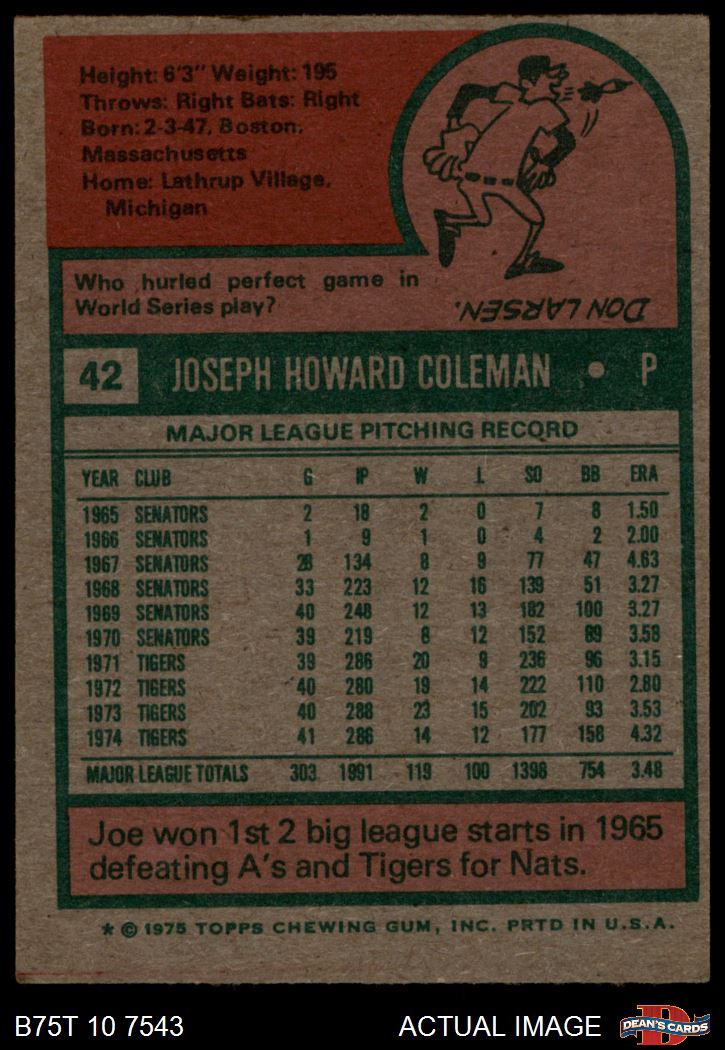 Height: 6'3" Weight: 195
Throws: Right Bats: Right
Born: 2-3-47, Boston,
Massachusetts
Home: Lathrup Village,
Michigan
Who hurled perfect game in
World Series play?
DON LARSEN.
42 JOSEPH HOWARD COLEMAN • P
MAJOR LEAGUE PITCHING RECORD
YEAR CLUB G IP W L SO BB ERA
1965 SENATORS 2 18 2 0 7 8 1.50
1966 SENATORS 1 9 1 0 4 2 2.00
1967 SENATORS 28 134 8 9 77 47 4.63
1968 SENATORS 33 223 12 16 139 51 3.27
1969 SENATORS 40 248 12 13 182 100 3.27
1970 SENATORS 39 219 8 12 152 89 3.58
1971 TIGERS 39 286 20 9 236 96 3.15
1972 TIGERS 40 280 19 14 222 110 2.80
1973 TIGERS 40 288 23 15 202 93 3.53
1974 TIGERS 41 286 14 12 177 158 4.32
MAJOR LEAGUE TOTALS 303 1991 119 100 1398 754 3.48
Joe won 1st 2 big league starts in 1965
defeating A's and Tigers for Nats.
* © 1975 TOPPS CHEWING GUM, INC. PRTD IN U.S.A.
B75T 10 7543 ACTUAL IMAGE DEAN'S CARDS